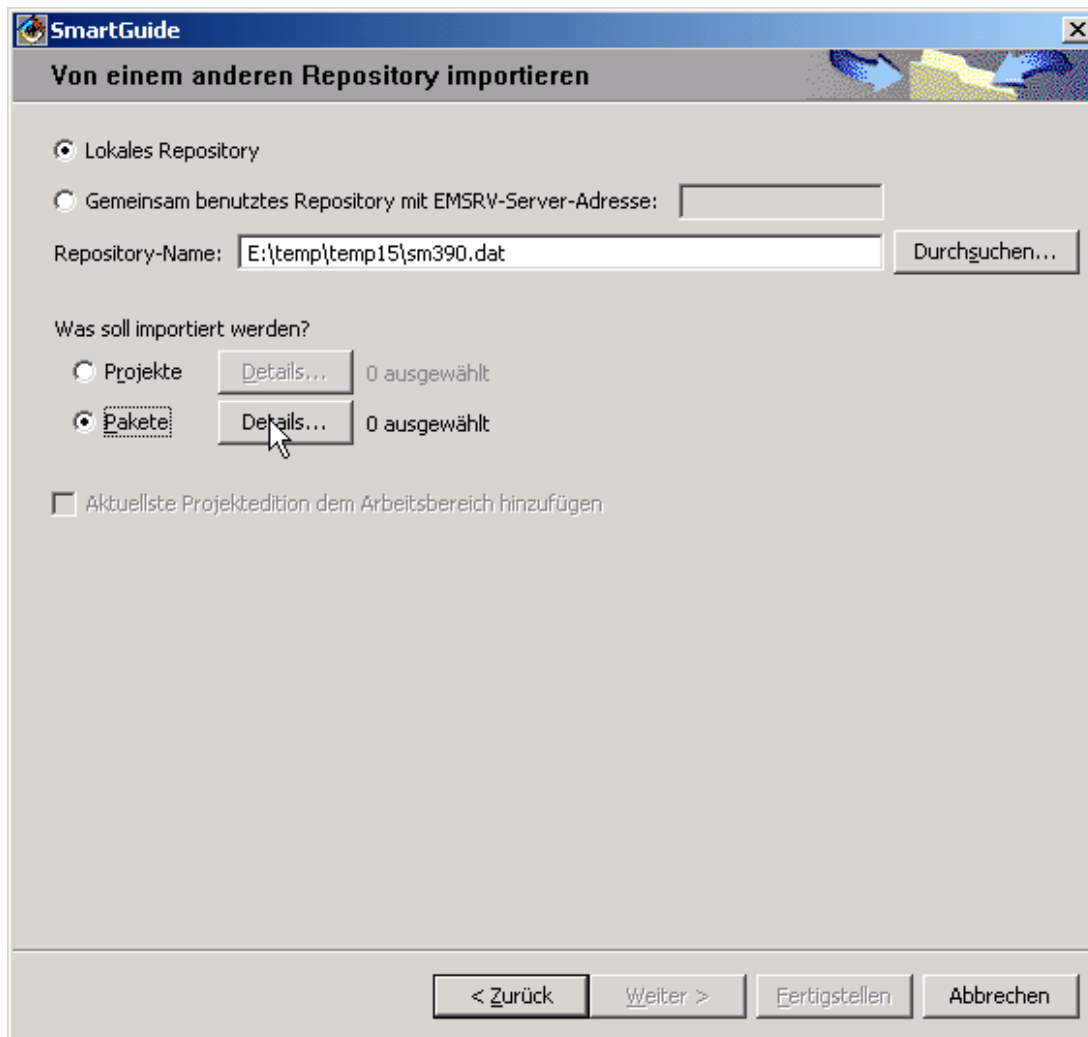 SmartGuide
Von einem anderen Repository importieren
Lokales Repository
Gemeinsam benutztes Repository mit EMSRV-Server-Adresse:
Repository-Name: E:\temp\temp15\sm390.dat Durchsuchen...
Was soll importiert werden?
Projekte Details... 0 ausgewählt
Pakete Details... 0 ausgewählt
Aktuellste Projektedition dem Arbeitsbereich hinzufügen
< Zurück Weiter > Fertigstellen Abbrechen